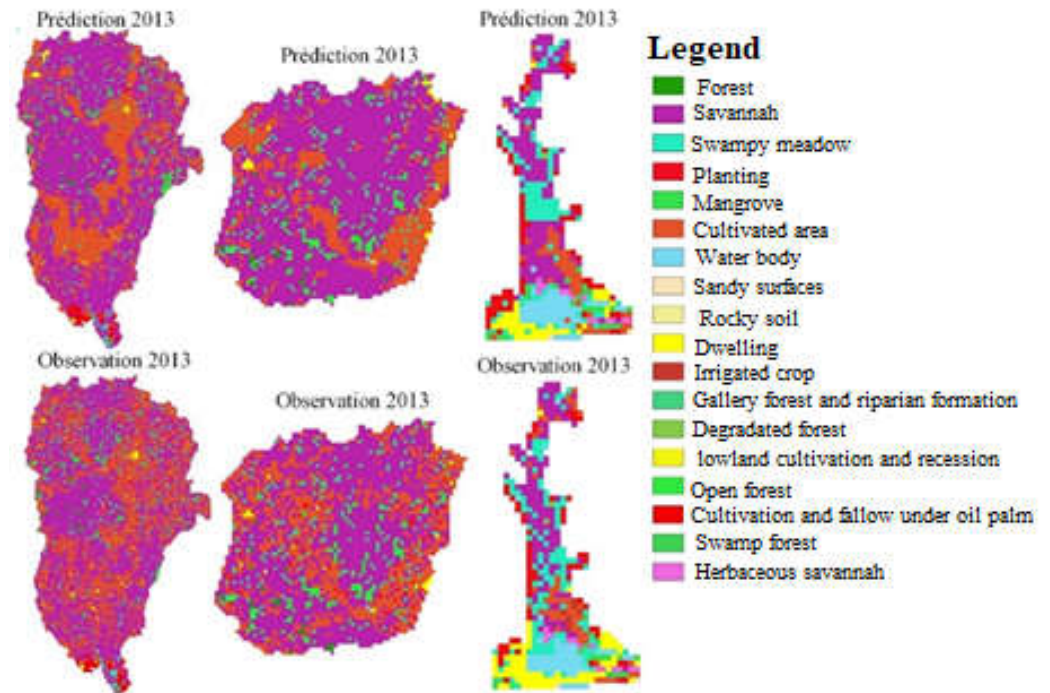 Prédiction 2013
Prédiction 2013
Prédiction 2013
Legend
Forest
Savannah
Swampy meadow
Planting
Mangrove
Cultivated area
Water body
Sandy surfaces
Rocky soil
Dwelling
Irrigated crop
Gallery forest and riparian formation
Degradated forest
lowland cultivation and recession
Open forest
Cultivation and fallow under oil palm
Swamp forest
Herbaceous savannah
Observation 2013
Observation 2013
Observation 2013